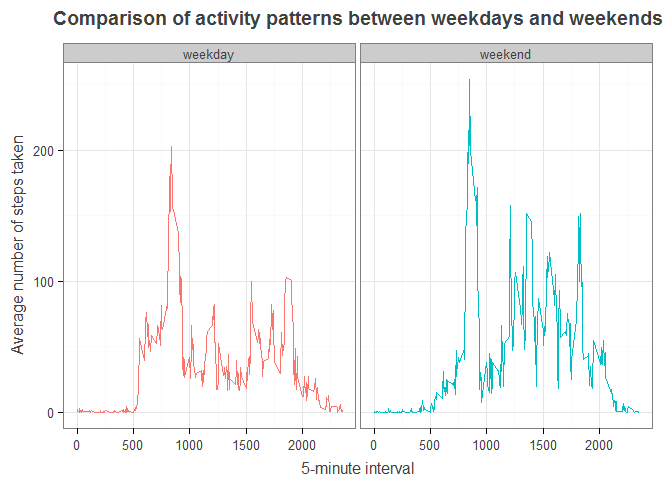 Comparison of activity patterns between weekdays and weekends
weekday weekend
Average number of steps taken
200
100
0
0 500 1000 1500 2000 0 500 1000 1500 2000
5-minute interval